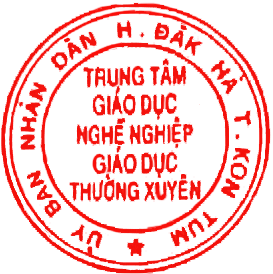 ỦY BAN NHÂN DÂN H. ĐĂK HÀ T. KON TUM
TRUNG TÂM
GIÁO DỤC
NGHỀ NGHIỆP
GIÁO DỤC
THƯỜNG XUYÊN